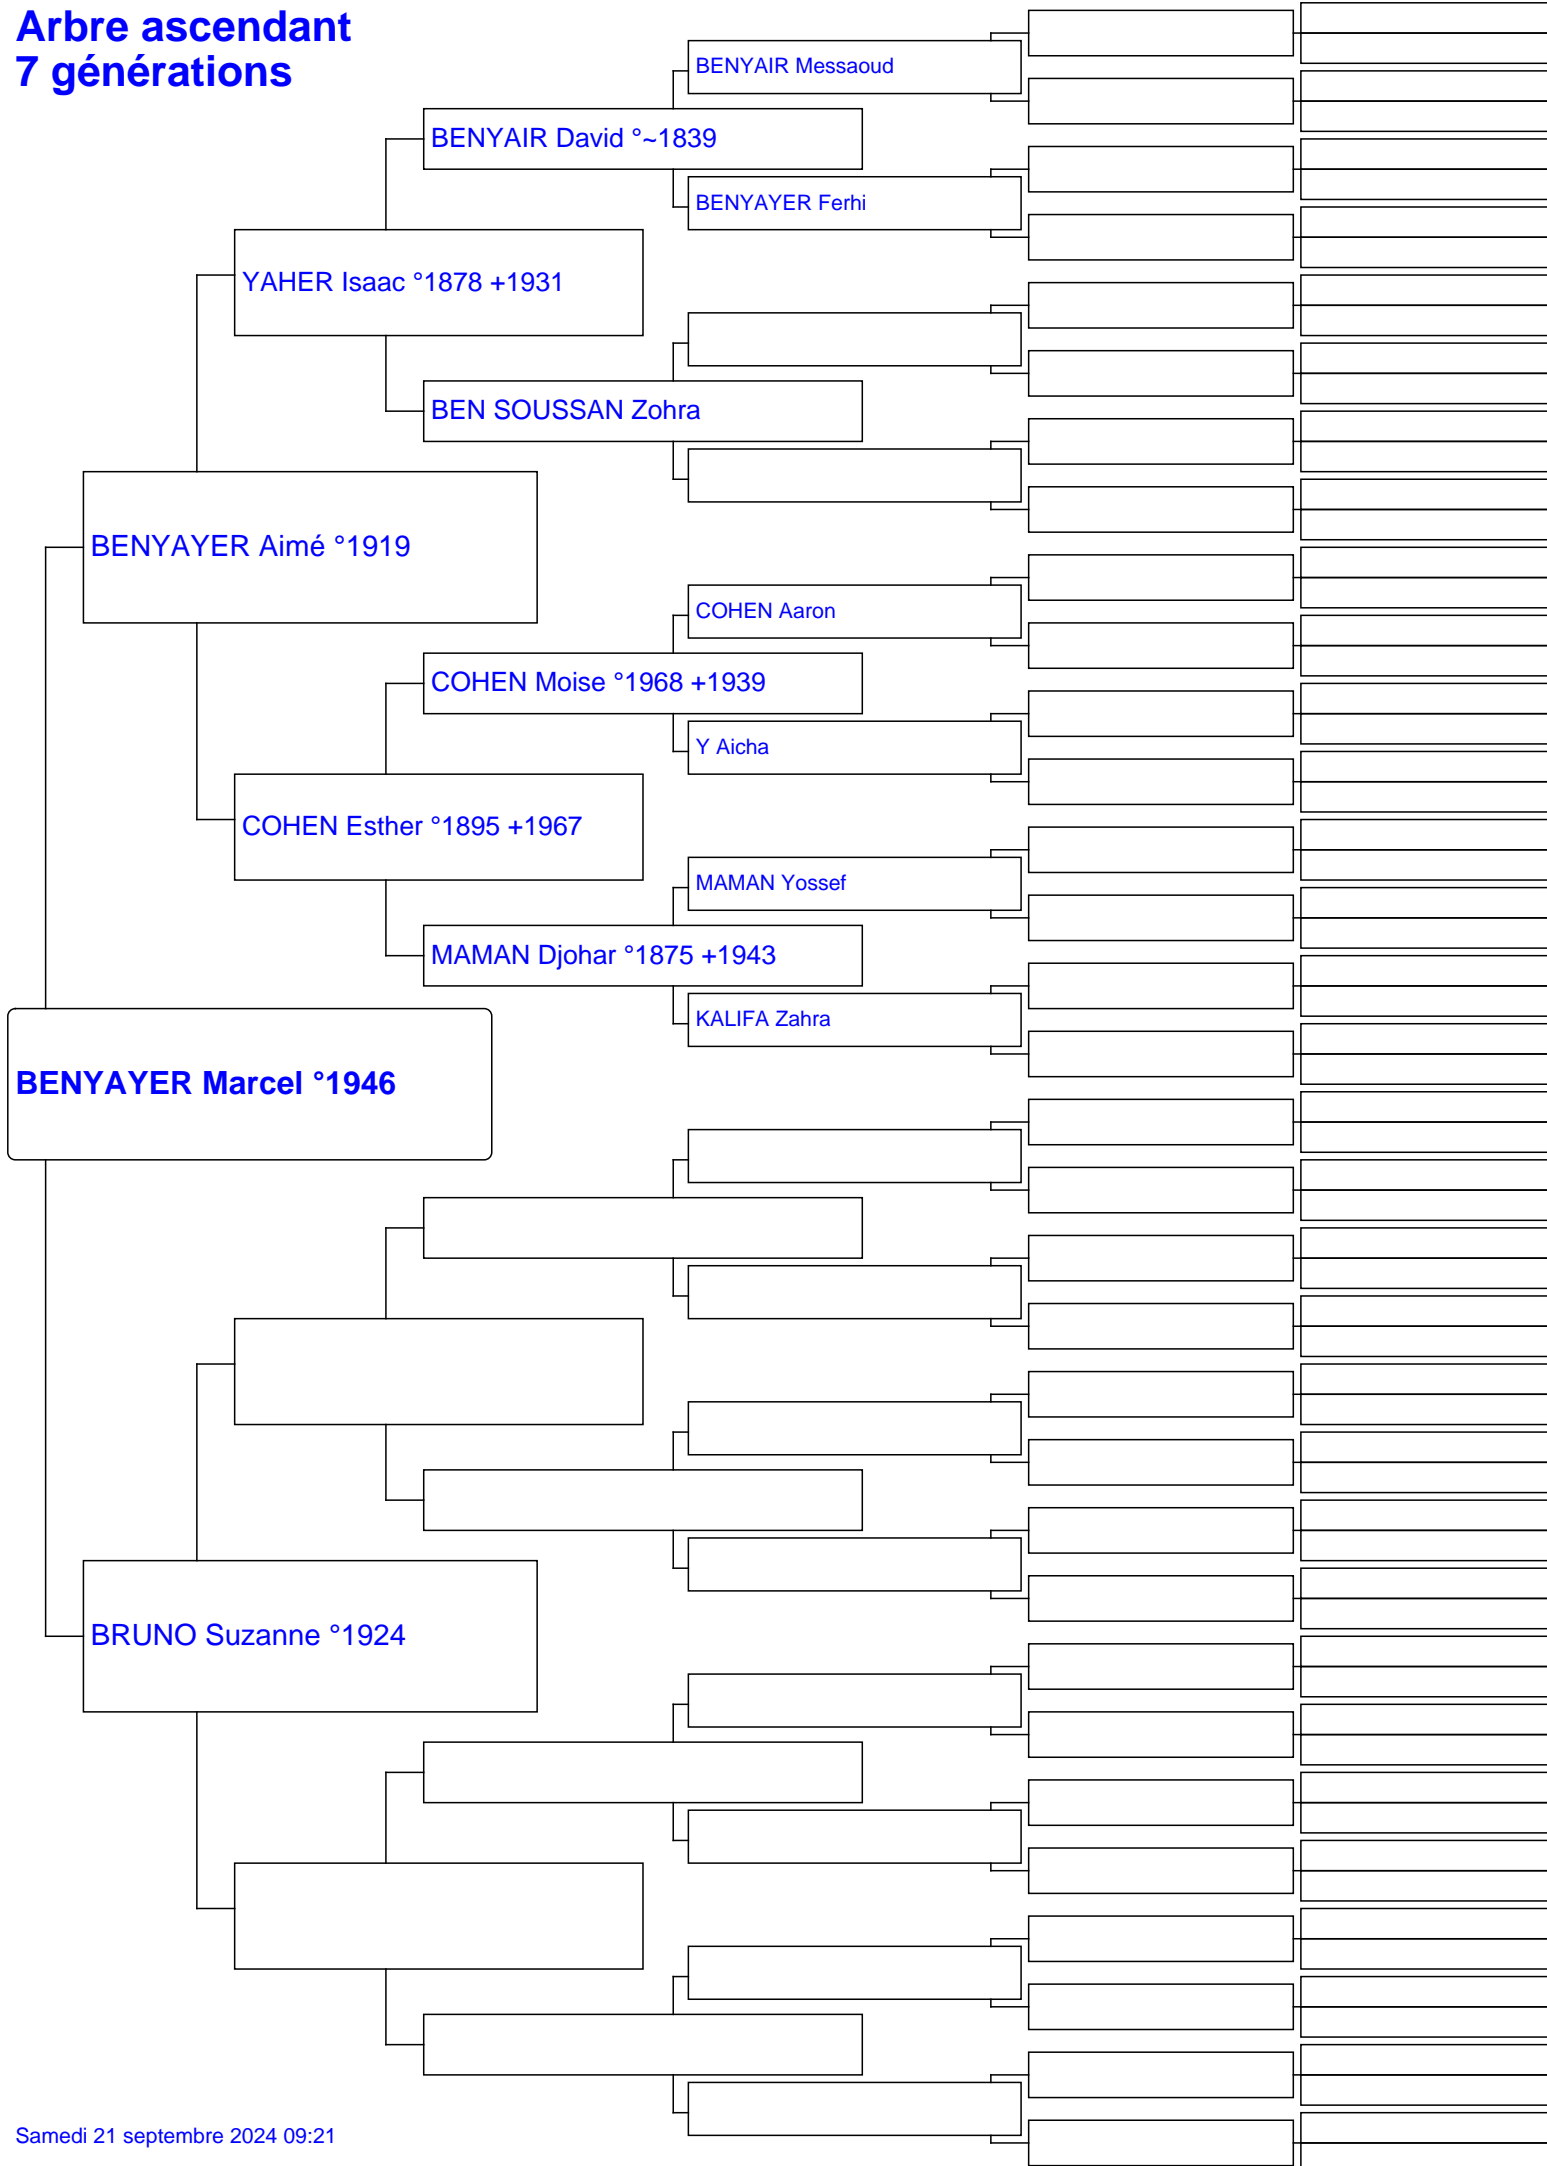 Arbre ascendant
7 générations
BENYAIR Messaoud
BENYAIR David °~1839
BENYAYER Ferhi
YAHER Isaac °1878 +1931
BEN SOUSSAN Zohra
BENYAYER Aimé °1919
COHEN Aaron
COHEN Moise °1968 +1939
Y Aicha
COHEN Esther °1895 +1967
MAMAN Yossef
MAMAN Djohar °1875 +1943
KALIFA Zahra
BENYAYER Marcel °1946
BRUNO Suzanne °1924
Samedi 21 septembre 2024 09:21